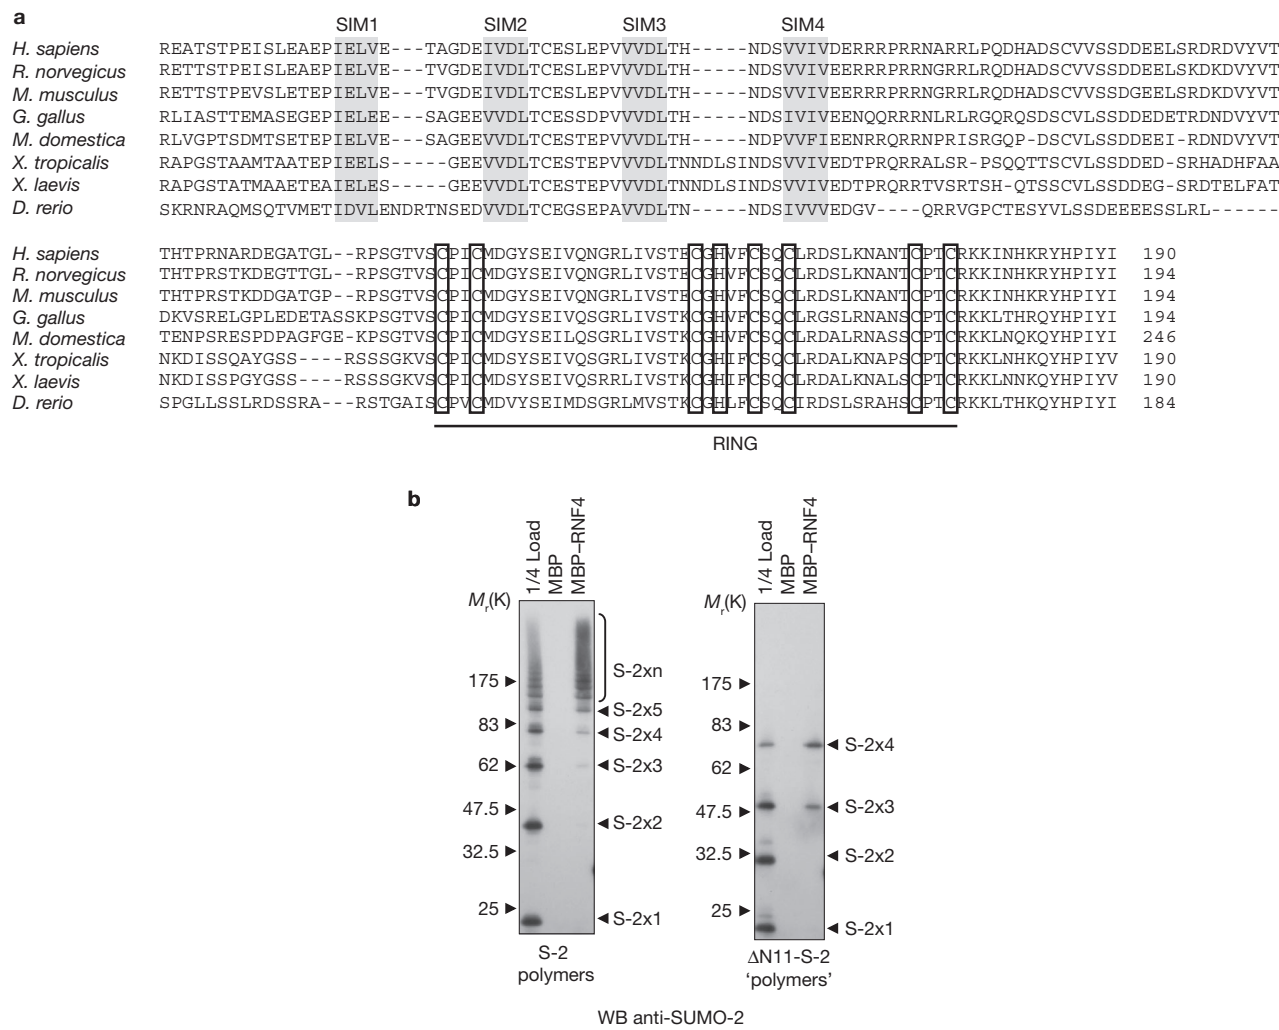 a
SIM1 SIM2 SIM3 SIM4
H. sapiens REATSTPEISLEAEPIELVE---TAGDEIVDLTCESLEPVVVDLTH-----NDSVVIVDERRRPRRNARRLPQDHADSCVVSSDDEELSRDRDVYVT
R. norvegicus RETTSTPEISLEAEPIELVE---TVGDEIVDLTCESLEPVVVDLTH-----NDSVVIVEERRRPRRNGRRLRQDHADSCVVSSDDEELSKDKDVYVT
M. musculus RETTSTPEVSLETEPIELVE---TVGDEIVDLTCESLEPVVVDLTH-----NDSVVIVEERRRPRRNGRRLRQDHADSCVVSSDGEELSRDKDVYVT
G. gallus RLIASTTEMASEGEPIELEE---SAGEEVVDLTCESSDPVVVDLTH-----NDSIVIVEENQQRRRNLRLRGQRQSDSCVLSSDDEDETRDNDVYVT
M. domestica RLVGPTSDMTSETEPIELVE---SAGEEVVDLTCESTEPVVVDLTH-----NDPVVFIEENRRQRRNPRISRGQP-DSCVLSSDDEEI-RDNDVYVT
X. tropicalis RAPGSTAAMTAATEPIEELS-----GEEVVDLTCESTEPVVVDLTNNDLSINDSVVIVEDTPRQRRALSR-PSQQTTSCVLSSDDED-SRHADHFAA
X. laevis RAPGSTATMAAETEAIELES-----GEEVVDLTCESTEPVVVDLTNNDLSINDSVVIVEDTPRQRRTVSRTSH-QTSSCVLSSDDEG-SRDTELFAT
D. rerio SKRNRAQMSQTVMETIDVLENDRTNSEDVVDLTCEGSEPAVVDLTN-----NDSIVVVEDGV----QRRVGPCTESYVLSSDEEEESSLRL------
H. sapiens THTPRNARDEGATGL--RPSGTVSCPICMDGYSEIVQNGRLIVSTECGHVFCSQCLRDSLKNANTCPTCRKKINHKRYHPIYI 190
R. norvegicus THTPRSTKDEGTTGL--RPSGTVSCPICMDGYSEIVQNGRLIVSTECGHVFCSQCLRDSLKNANTCPTCRKKINHKRYHPIYI 194
M. musculus THTPRSTKDDGATGP--RPSGTVSCPICMDGYSEIVQNGRLIVSTECGHVFCSQCLRDSLKNANTCPTCRKKINHKRYHPIYI 194
G. gallus DKVSRELGPLEDETASSKPSGTVSCPICMDGYSEIVQSGRLIVSTKCGHVFCSQCLRGSLRNANSCPTCRKKLTHRQYHPIYI 194
M. domestica TENPSRESPDPAGFGE-KPSGTVSCPICMDGYSEILQSGRLIVSTKCGHVFCSQCLRDALRNASSCPTCRKKLNQKQYHPIYI 246
X. tropicalis NKDISSQAYGSS----RSSSGKVSCPICMDSYSEIVQSGRLIVSTKCGHIFCSQCLRDALKNAPSCPTCRKKLNNKQYHPIYV 190
X. laevis NKDISSPGYGSS----RSSSGKVSCPICMDSYSEIVQSRRLIVSTKCGHIFCSQCLRDALKNALSCPTCRKKLNNKQYHPIYV 190
D. rerio SPGLLSSLRDSSRA---RSTGAISCPVCMDVYSEIMDSGRLMVSTKCGHLFCSQCIRDSLSRAHSCPTCRKKLTHKQYHPIYI 184
RING
b
1/4 Load MBP MBP–RNF4
Mr(K)
175
83
62
47.5
32.5
25
S-2xn
S-2x5
S-2x4
S-2x3
S-2x2
S-2x1
S-2
polymers
1/4 Load MBP MBP–RNF4
Mr(K)
175
83
62
47.5
32.5
25
S-2x4
S-2x3
S-2x2
S-2x1
ΔN11-S-2
‘polymers’
WB anti-SUMO-2